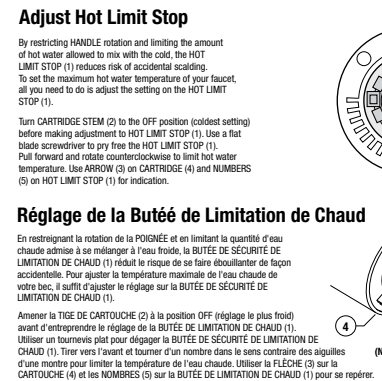 Adjust Hot Limit Stop
By restricting HANDLE rotation and limiting the amount
of hot water allowed to mix with the cold, the HOT
LIMIT STOP (1) reduces risk of accidental scalding.
To set the maximum hot water temperature of your faucet,
all you need to do is adjust the setting on the HOT LIMIT
STOP (1).
Turn CARTRIDGE STEM (2) to the OFF position (coldest setting)
before making adjustment to HOT LIMIT STOP (1). Use a flat
blade screwdriver to pry free the HOT LIMIT STOP (1).
Pull forward and rotate counterclockwise to limit hot water
temperature. Use ARROW (3) on CARTRIDGE (4) and NUMBERS
(5) on HOT LIMIT STOP (1) for indication.
Réglage de la Butéé de Limitation de Chaud
En restreignant la rotation de la POIGNÉE et en limitant la quantité d'eau
chaude admise à se mélanger à l'eau froide, la BUTÉE DE SÉCURITÉ DE
LIMITATION DE CHAUD (1) réduit le risque de se faire ébouillanter de façon
accidentelle. Pour ajuster la température maximale de l'eau chaude de
votre bec, il suffit d'ajuster le réglage sur la BUTÉE DE SÉCURITÉ DE
LIMITATION DE CHAUD (1).
Amener la TIGE DE CARTOUCHE (2) à la position OFF (réglage le plus froid)
avant d'entreprendre le réglage de la BUTÉE DE LIMITATION DE CHAUD (1).
Utiliser un tournevis plat pour dégager la BUTÉE DE SÉCURITÉ DE LIMITATION DE
CHAUD (1). Tirer vers l'avant et tourner d'un nombre dans le sens contraire des aiguilles
d'une montre pour limiter la température de l'eau chaude. Utiliser la FLÈCHE (3) sur la
CARTOUCHE (4) et les NOMBRES (5) sur la BUTÉE DE LIMITATION DE CHAUD (1) pour se repérer.
4
(N